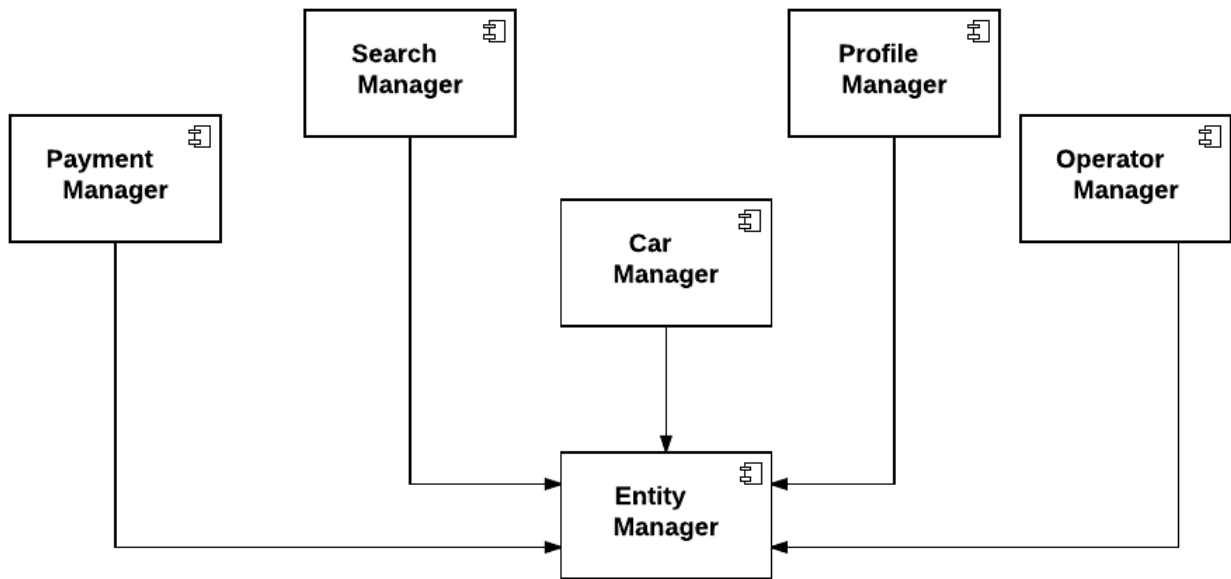 Search
Manager
Profile
Manager
Payment
Manager
Operator
Manager
Car
Manager
Entity
Manager